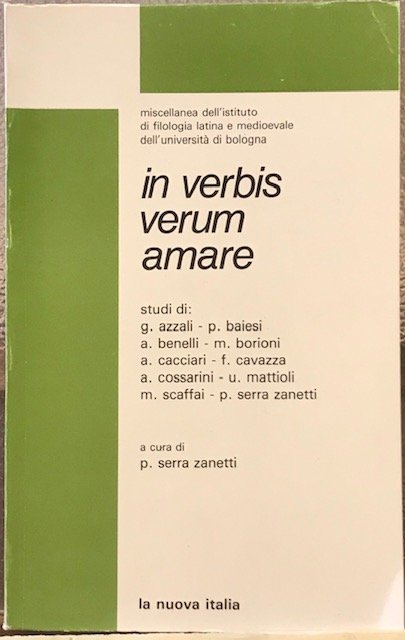 miscellanea dell'istituto
di filologia latina e medioevale
dell'università di bologna
in verbis
verum
amare
studi di:
g. azzali - p. baiesi
a. benelli - m. borioni
a. cacciari - f. cavazza
a. cossarini - u. mattioli
m. scaffai - p. serra zanetti
a cura di
p. serra zanetti
la nuova italia